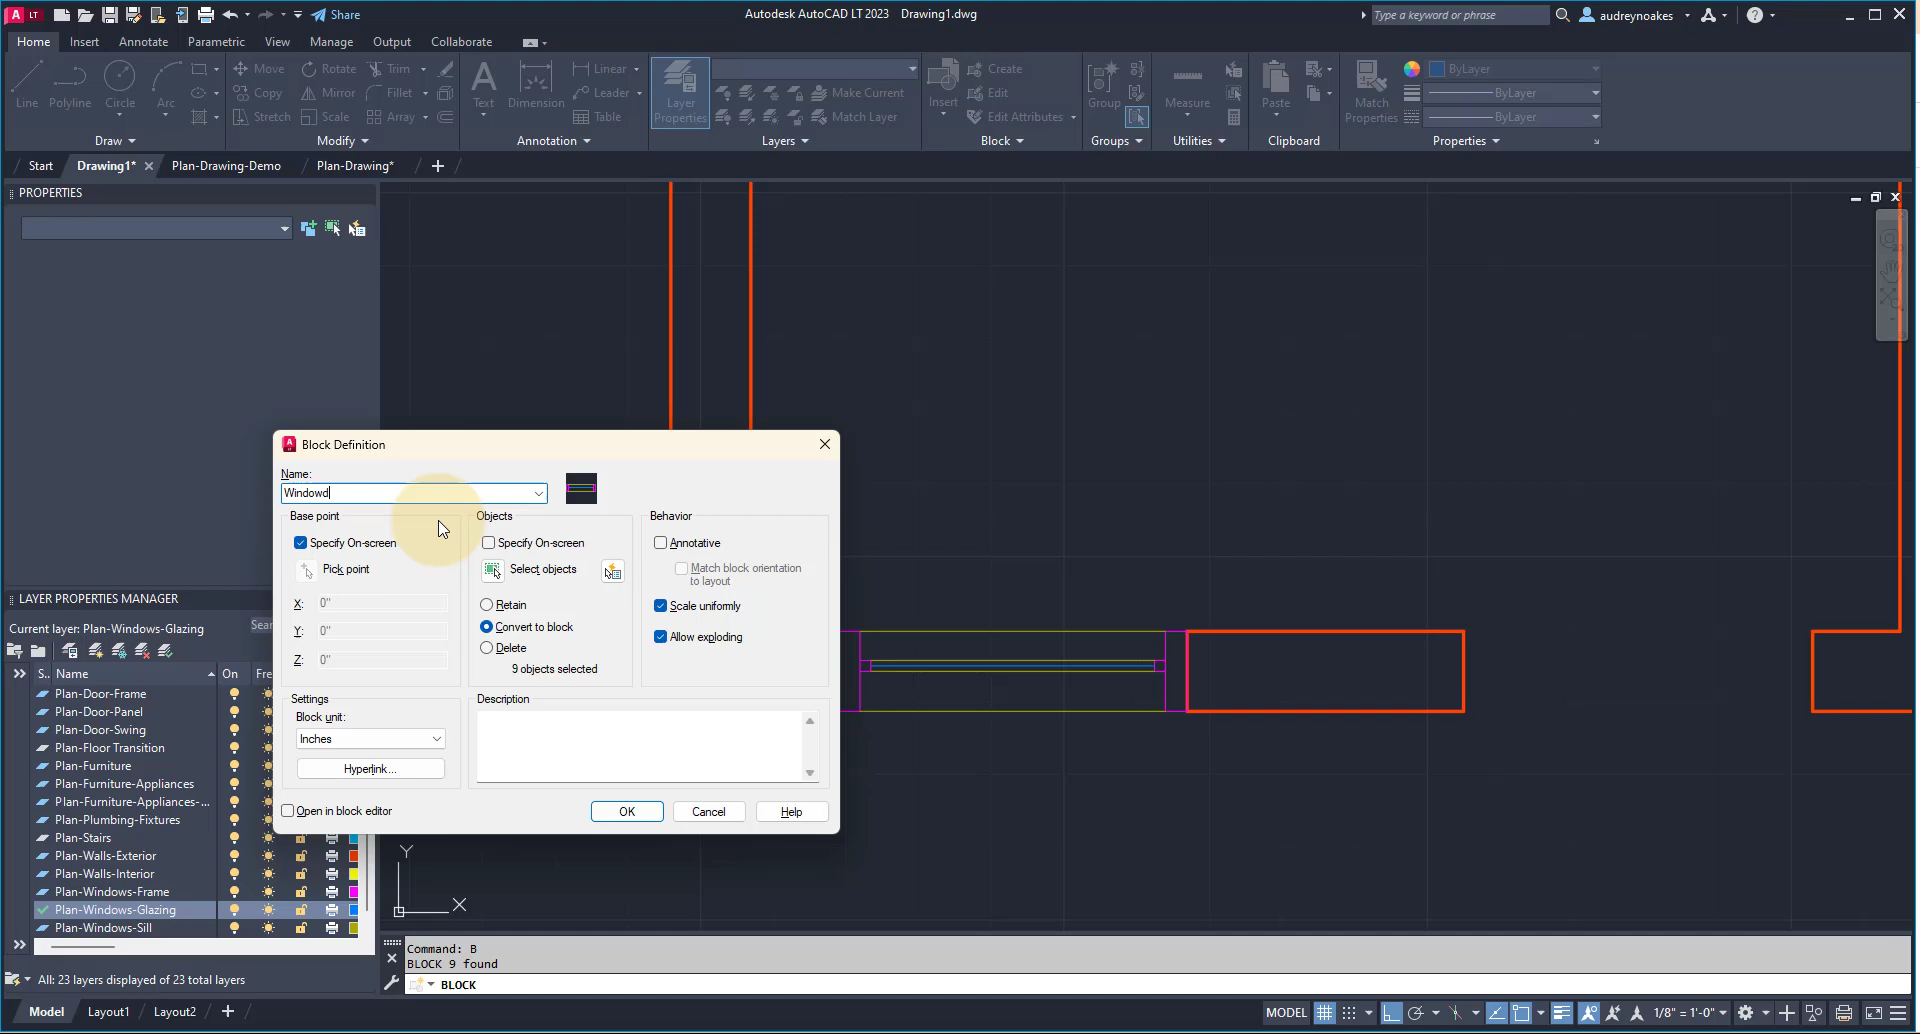 LT
Share
Autodesk AutoCAD LT 2023 Drawing1.dwg
Type a keyword or phrase
audreynoakes
Home Insert Annotate Parametric View Manage Output Collaborate
Line Polyline Circle Arc
Move Rotate Trim
Copy Mirror Fillet
Stretch Scale Array
Text Dimension
Linear
Leader
Table
Layer Properties
Make Current
Match Layer
Insert
Create
Edit
Edit Attributes
Group
Measure
Paste
Match Properties
ByLayer
ByLayer
ByLayer
Draw Modify Annotation Layers Block Groups Utilities Clipboard Properties
Start Drawing1* Plan-Drawing-Demo Plan-Drawing*
PROPERTIES
Block Definition
Name:
Windowd
Base point
Specify On-screen
Pick point
X: 0"
Y: 0"
Z: 0"
Objects
Specify On-screen
Select objects
Retain
Convert to block
Delete
9 objects selected
Behavior
Annotative
Match block orientation
to layout
Scale uniformly
Allow exploding
Settings
Block unit:
Inches
Hyperlink...
Description
Open in block editor
OK Cancel Help
LAYER PROPERTIES MANAGER
Current layer: Plan-Windows-Glazing
Sear
S.. Name On Fre
Plan-Door-Frame
Plan-Door-Panel
Plan-Door-Swing
Plan-Floor Transition
Plan-Furniture
Plan-Furniture-Appliances
Plan-Furniture-Appliances-...
Plan-Plumbing-Fixtures
Plan-Stairs
Plan-Walls-Exterior
Plan-Walls-Interior
Plan-Windows-Frame
Plan-Windows-Glazing
Plan-Windows-Sill
All: 23 layers displayed of 23 total layers
Y
X
Command: B
BLOCK 9 found
BLOCK
Model Layout1 Layout2
MODEL 1/8" = 1'-0"